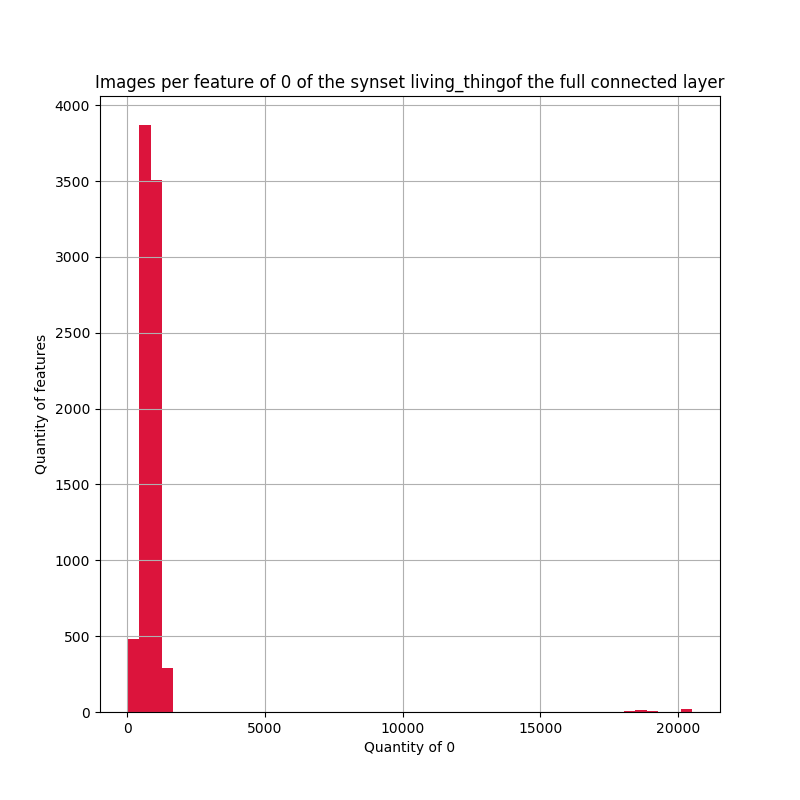 Images per feature of 0 of the synset living_thingof the full connected layer
4000
3500
3000
2500
2000
1500
1000
500
0
Quantity of features
0 5000 10000 15000 20000
Quantity of 0